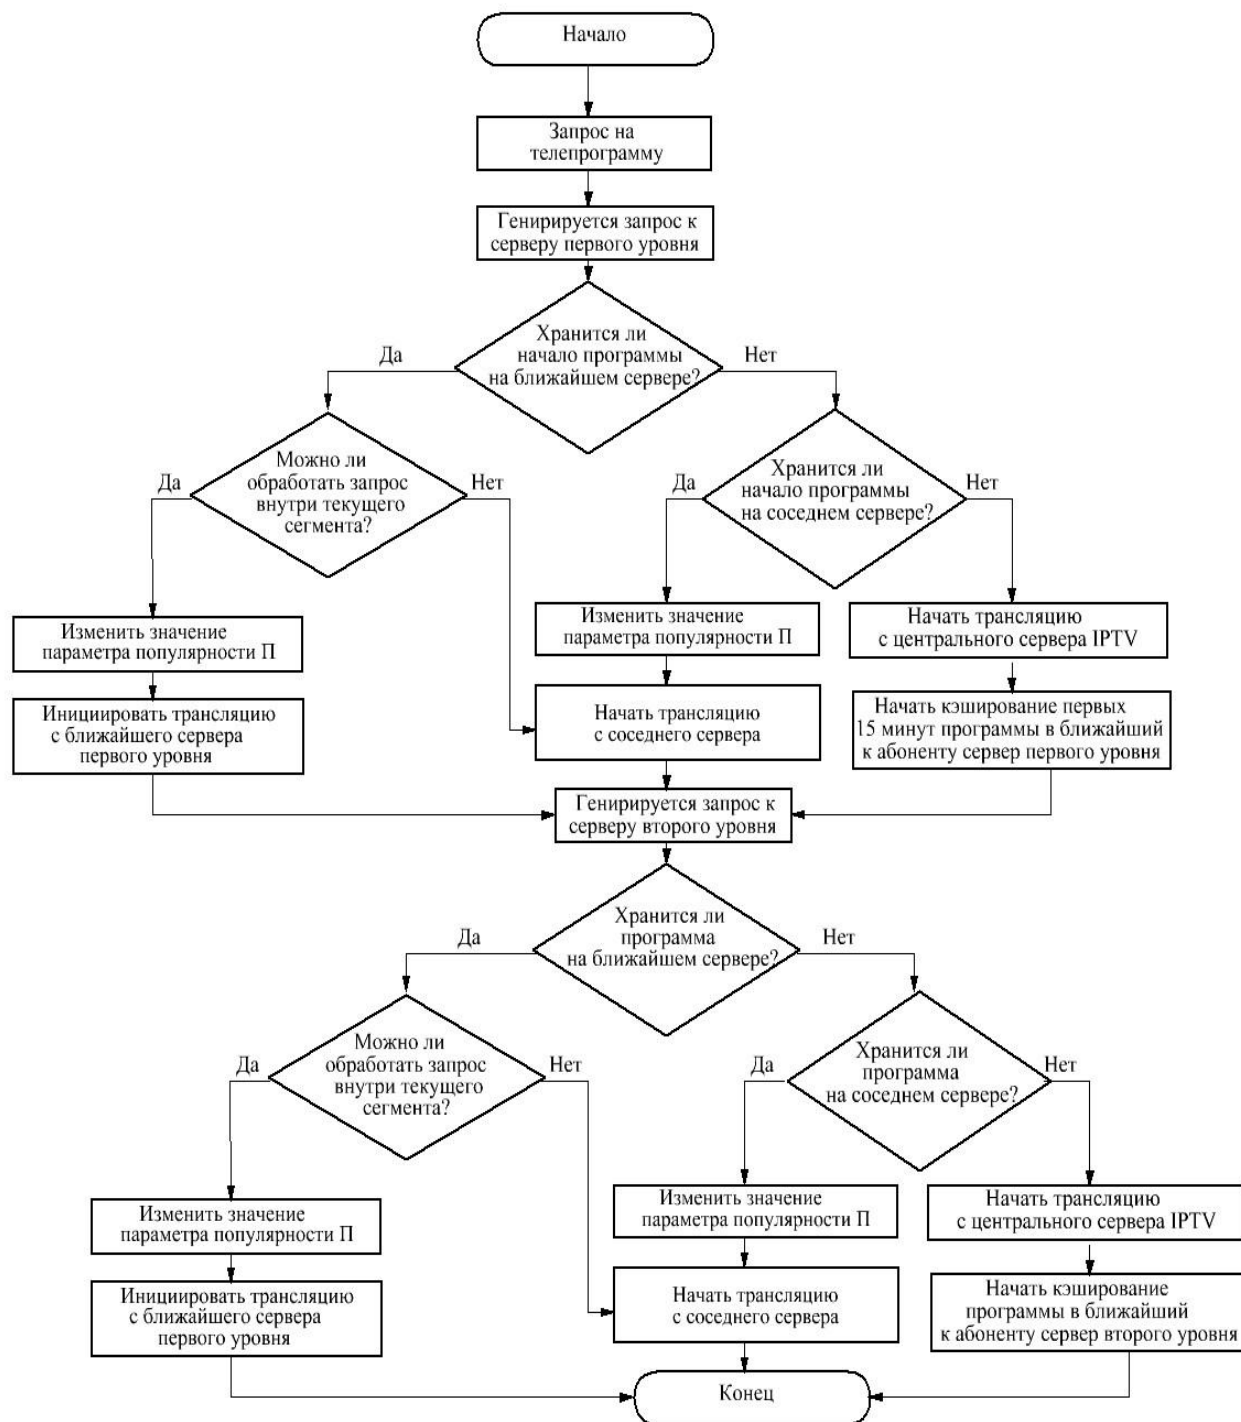 Начало
Запрос на
телепрограмму
Генирируется запрос к
серверу первого уровня
Хранится ли
начало программы
на ближайшем сервере?
Да
Нет
Можно ли
обработать запрос
внутри текущего
сегмента?
Да
Нет
Хранится ли
начало программы
на соседнем сервере?
Да
Нет
Изменить значение
параметра популярности П
Изменить значение
параметра популярности П
Начать трансляцию
с центрального сервера IPTV
Инициировать трансляцию
с ближайшего сервера
первого уровня
Начать трансляцию
с соседнего сервера
Начать кэширование первых
15 минут программы в ближайший
к абоненту сервер первого уровня
Генирируется запрос к
серверу второго уровня
Хранится ли
программа
на ближайшем сервере?
Да
Нет
Можно ли
обработать запрос
внутри текущего
сегмента?
Да
Нет
Хранится ли
программа
на соседнем сервере?
Да
Нет
Изменить значение
параметра популярности П
Изменить значение
параметра популярности П
Начать трансляцию
с центрального сервера IPTV
Инициировать трансляцию
с ближайшего сервера
первого уровня
Начать трансляцию
с соседнего сервера
Начать кэширование
программы в ближайший
к абоненту сервер второго уровня
Конец